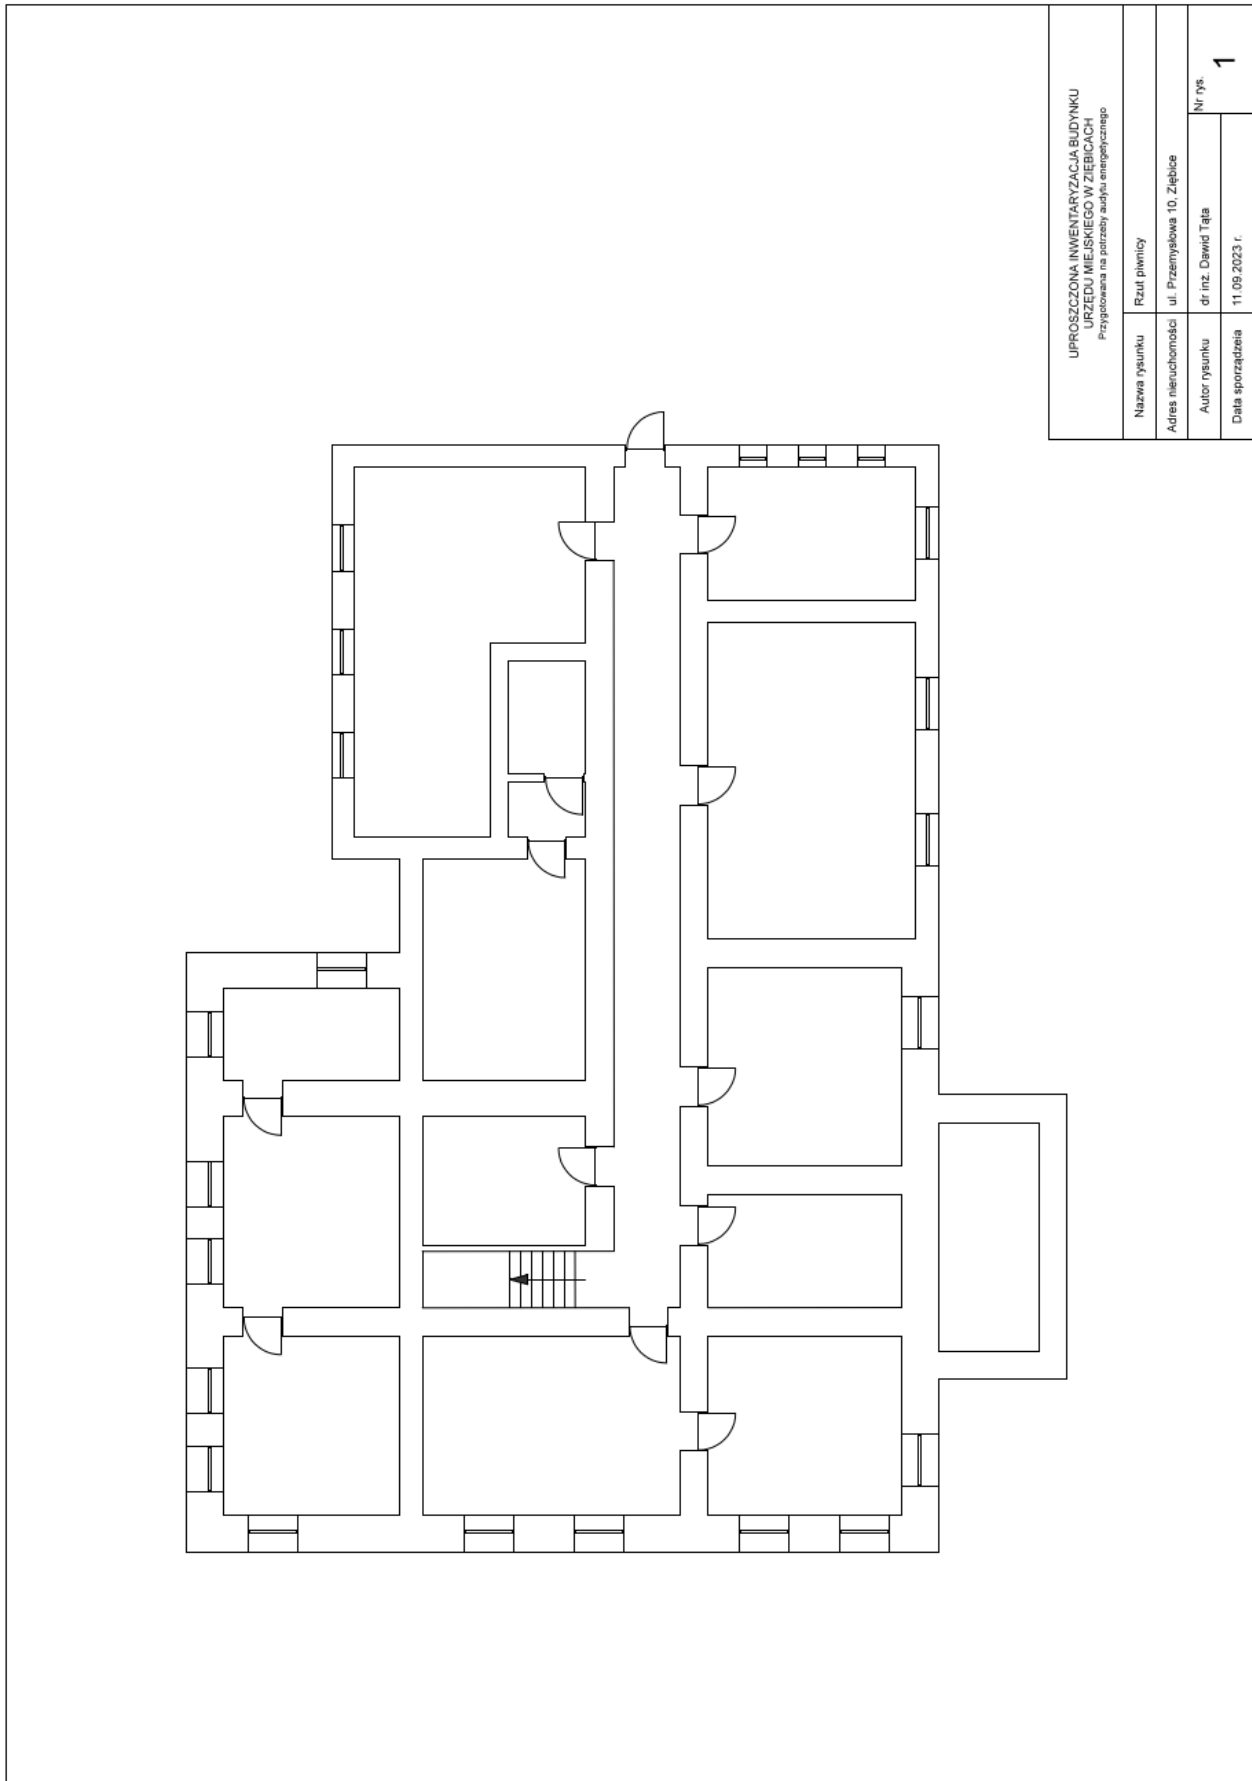 UPROSZCZONA INWENTARYZACJA BUDYNKU
URZĘDU MIEJSKIEGO W ZIĘBICACH
Przygotowana na potrzeby audytu energetycznego
Nazwa rysunku Rzut piwnicy
Adres nieruchomości ul. Przemysłowa 10, Ziębice
Autor rysunku dr inż. Dawid Tąta
Nr rys. 1
Data sporządzeia 11.09.2023 r.